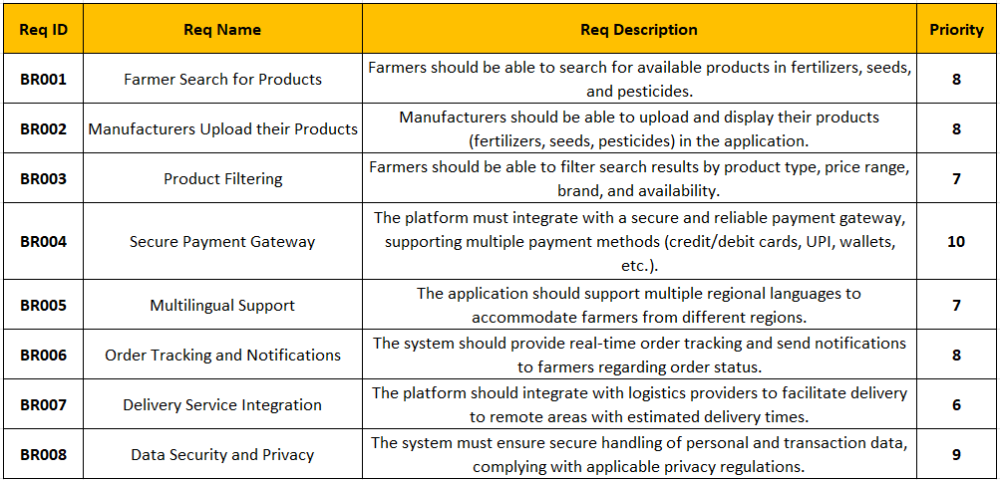 Req ID Req Name Req Description Priority
BR001 Farmer Search for Products Farmers should be able to search for available products in fertilizers, seeds,
and pesticides. 8
BR002 Manufacturers Upload their Products Manufacturers should be able to upload and display their products
(fertilizers, seeds, pesticides) in the application. 8
BR003 Product Filtering Farmers should be able to filter search results by product type, price range,
brand, and availability. 7
BR004 Secure Payment Gateway The platform must integrate with a secure and reliable payment gateway,
supporting multiple payment methods (credit/debit cards, UPI, wallets,
etc.). 10
BR005 Multilingual Support The application should support multiple regional languages to
accommodate farmers from different regions. 7
BR006 Order Tracking and Notifications The system should provide real-time order tracking and send notifications
to farmers regarding order status. 8
BR007 Delivery Service Integration The platform should integrate with logistics providers to facilitate delivery
to remote areas with estimated delivery times. 6
BR008 Data Security and Privacy The system must ensure secure handling of personal and transaction data,
complying with applicable privacy regulations. 9